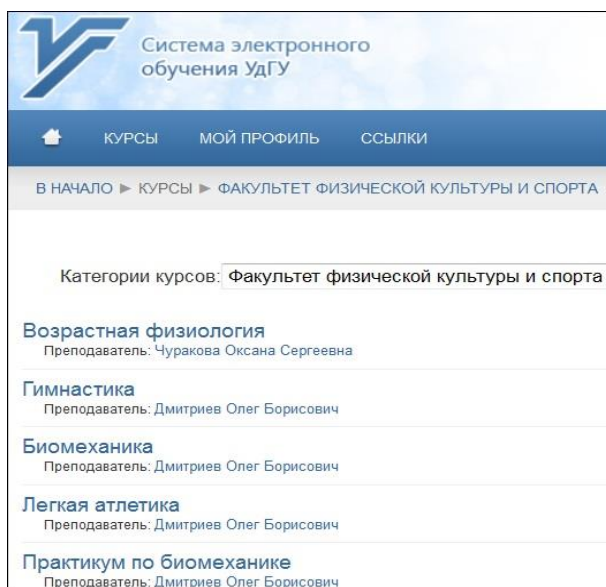 Система электронного
обучения УдГУ
КУРСЫ МОЙ ПРОФИЛЬ ССЫЛКИ
В НАЧАЛО ► КУРСЫ ► ФАКУЛЬТЕТ ФИЗИЧЕСКОЙ КУЛЬТУРЫ И СПОРТА
Категории курсов: Факультет физической культуры и спорта
Возрастная физиология
Преподаватель: Чуракова Оксана Сергеевна
Гимнастика
Преподаватель: Дмитриев Олег Борисович
Биомеханика
Преподаватель: Дмитриев Олег Борисович
Легкая атлетика
Преподаватель: Дмитриев Олег Борисович
Практикум по биомеханике
Преподаватель: Дмитриев Олег Борисович